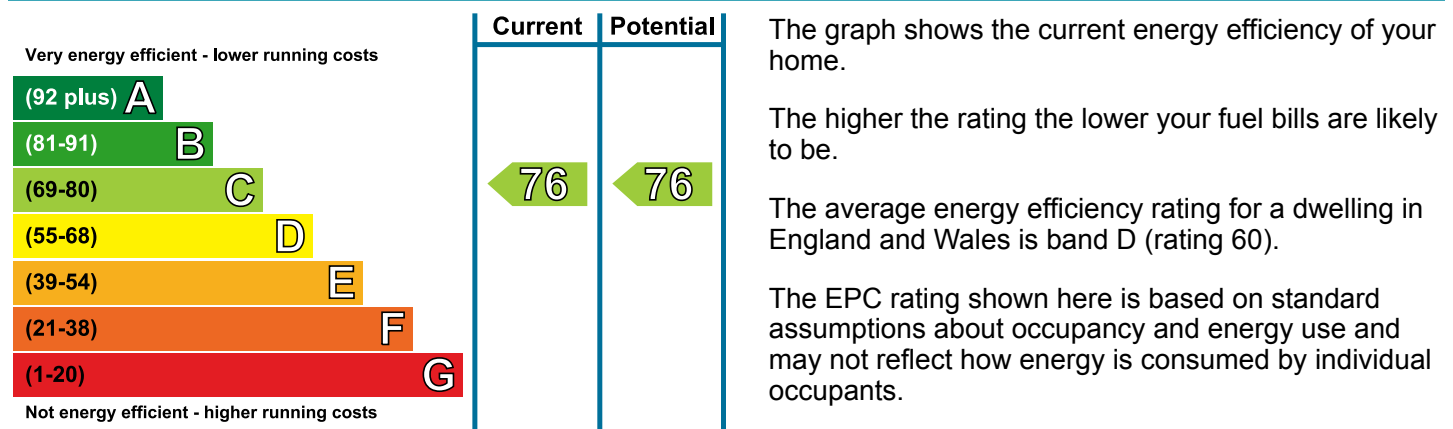 Current Potential
Very energy efficient - lower running costs
(92 plus) A
(81-91) B
(69-80) C
76 76
(55-68) D
(39-54) E
(21-38) F
(1-20) G
Not energy efficient - higher running costs
The graph shows the current energy efficiency of your
home.
The higher the rating the lower your fuel bills are likely
to be.
The average energy efficiency rating for a dwelling in
England and Wales is band D (rating 60).
The EPC rating shown here is based on standard
assumptions about occupancy and energy use and
may not reflect how energy is consumed by individual
occupants.